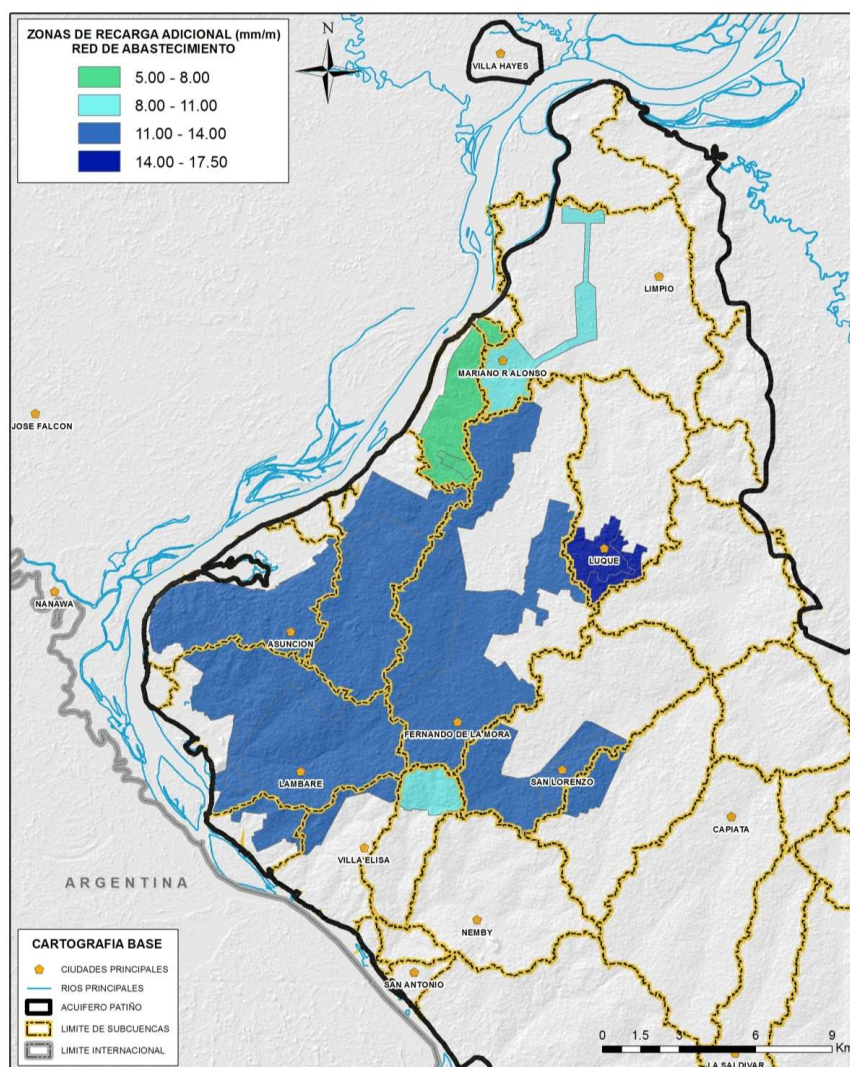 ZONAS DE RECARGA ADICIONAL (mm/m)
RED DE ABASTECIMIENTO
5.00 - 8.00
8.00 - 11.00
11.00 - 14.00
14.00 - 17.50
N
VILLA HAYES
LIMPIO
MARIANO R ALONSO
JOSE FALCON
LUQUE
NANAWA
ASUNCION
FERNANDO DE LA MORA
LAMBARE
SAN LORENZO
CAPIATA
VILLA ELISA
ARGENTINA
NEMBY
SAN ANTONIO
CARTOGRAFIA BASE
CIUDADES PRINCIPALES
RIOS PRINCIPALES
ACUIFERO PATIÑO
LIMITE DE SUBCUENCAS
LIMITE INTERNACIONAL
0 1.5 3 6 9
Km
LA SALDIVAR